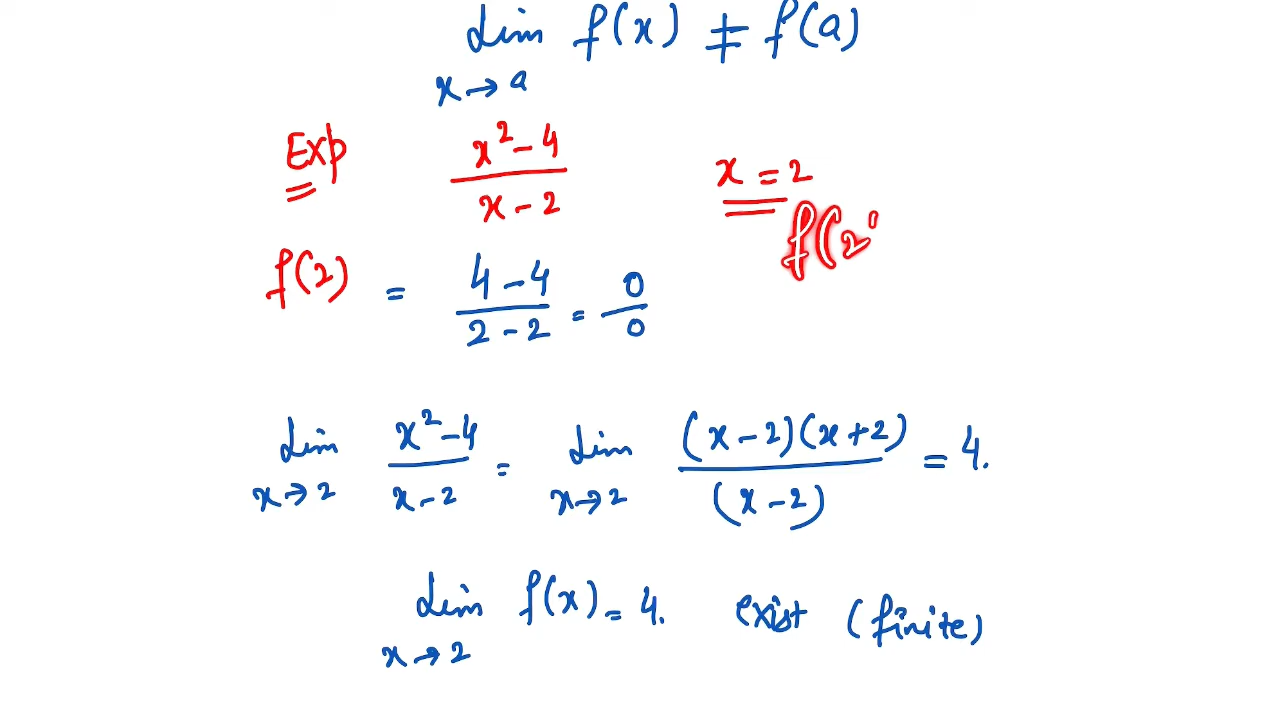 Lim f(x) ≠ f(a)
x→a
Exp x²-4 / x-2 x = 2
f(2'
f(2) = 4-4 / 2-2 = 0/0
Lim x²-4 / x-2 = Lim (x-2)(x+2) / (x-2) = 4.
x→2 x→2
Lim f(x) = 4. exist (finite)
x→2